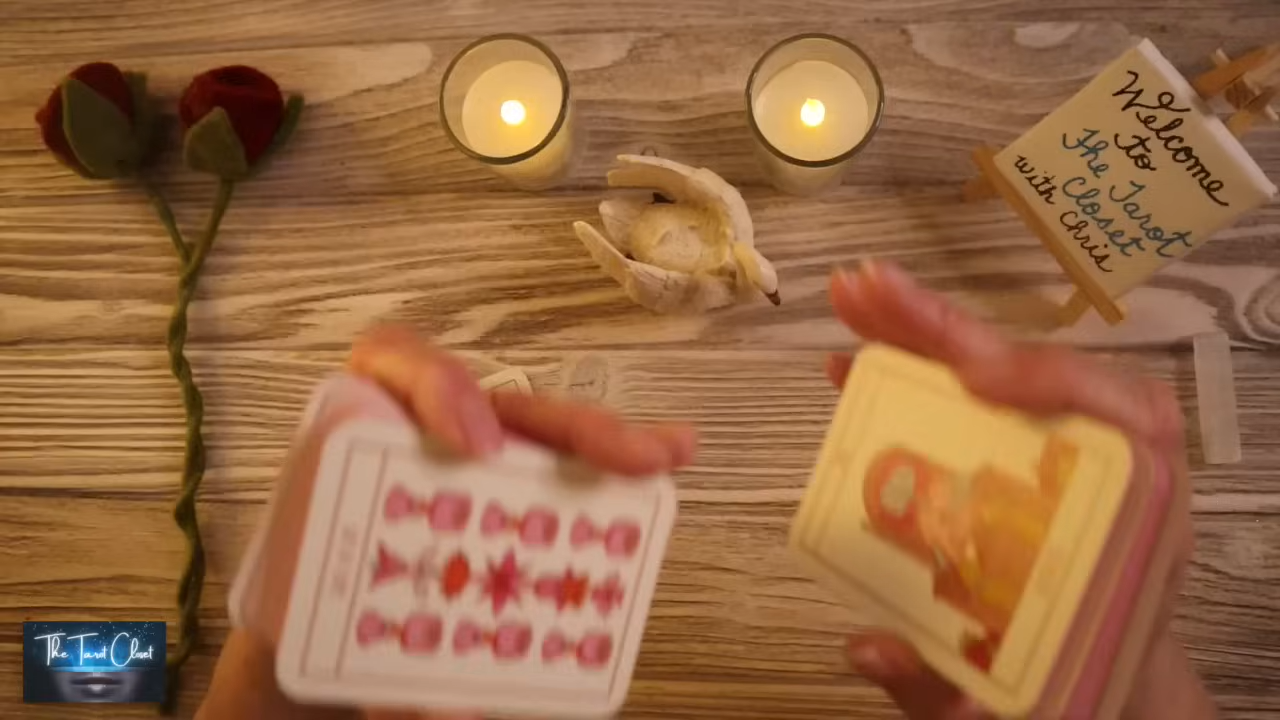 Welcome
to
The Tarot
Closet
with Chris
The Tarot Closet